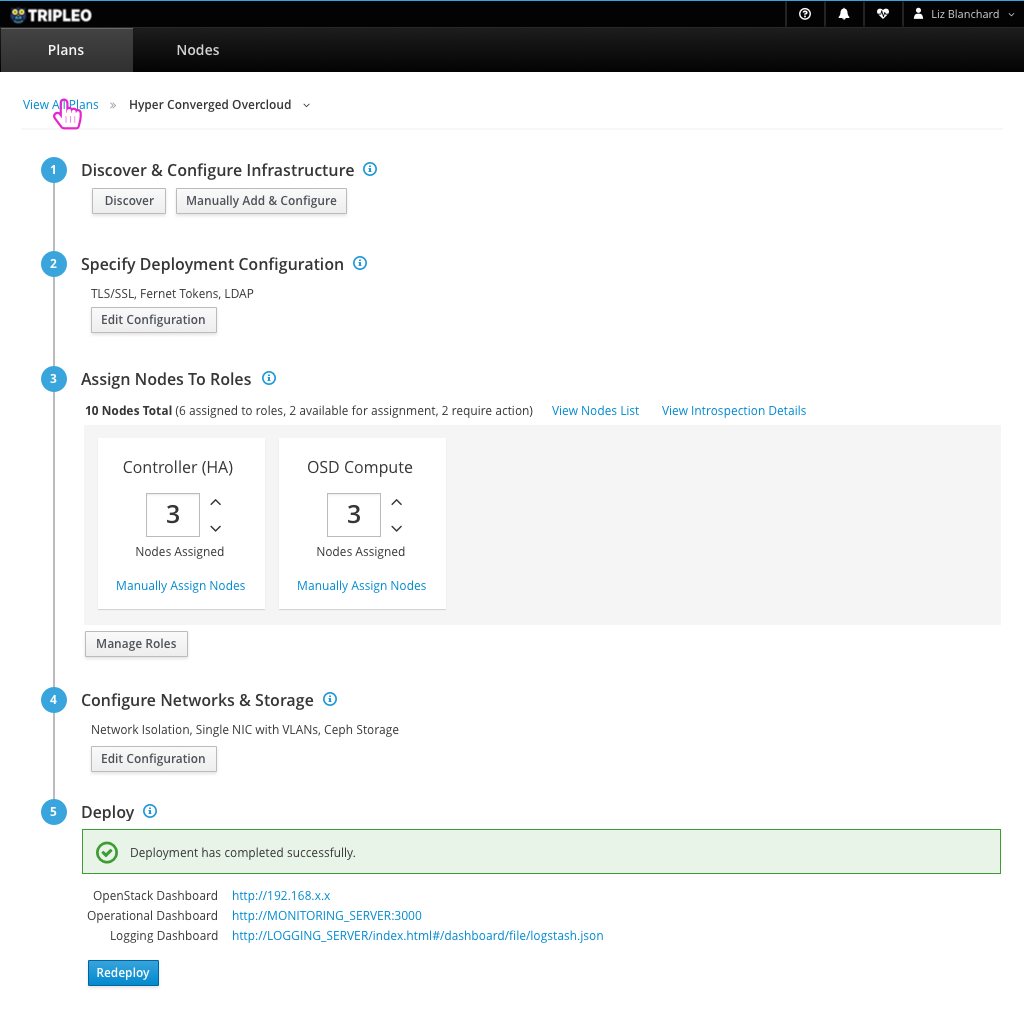 TRIPLEO
Liz Blanchard
Plans Nodes
View All Plans » Hyper Converged Overcloud
1 Discover & Configure Infrastructure
Discover Manually Add & Configure
2 Specify Deployment Configuration
TLS/SSL, Fernet Tokens, LDAP
Edit Configuration
3 Assign Nodes To Roles
10 Nodes Total (6 assigned to roles, 2 available for assignment, 2 require action) View Nodes List View Introspection Details
Controller (HA)
3
Nodes Assigned
Manually Assign Nodes
OSD Compute
3
Nodes Assigned
Manually Assign Nodes
Manage Roles
4 Configure Networks & Storage
Network Isolation, Single NIC with VLANs, Ceph Storage
Edit Configuration
5 Deploy
Deployment has completed successfully.
OpenStack Dashboard http://192.168.x.x
Operational Dashboard http://MONITORING_SERVER:3000
Logging Dashboard http://LOGGING_SERVER/index.html#/dashboard/file/logstash.json
Redeploy